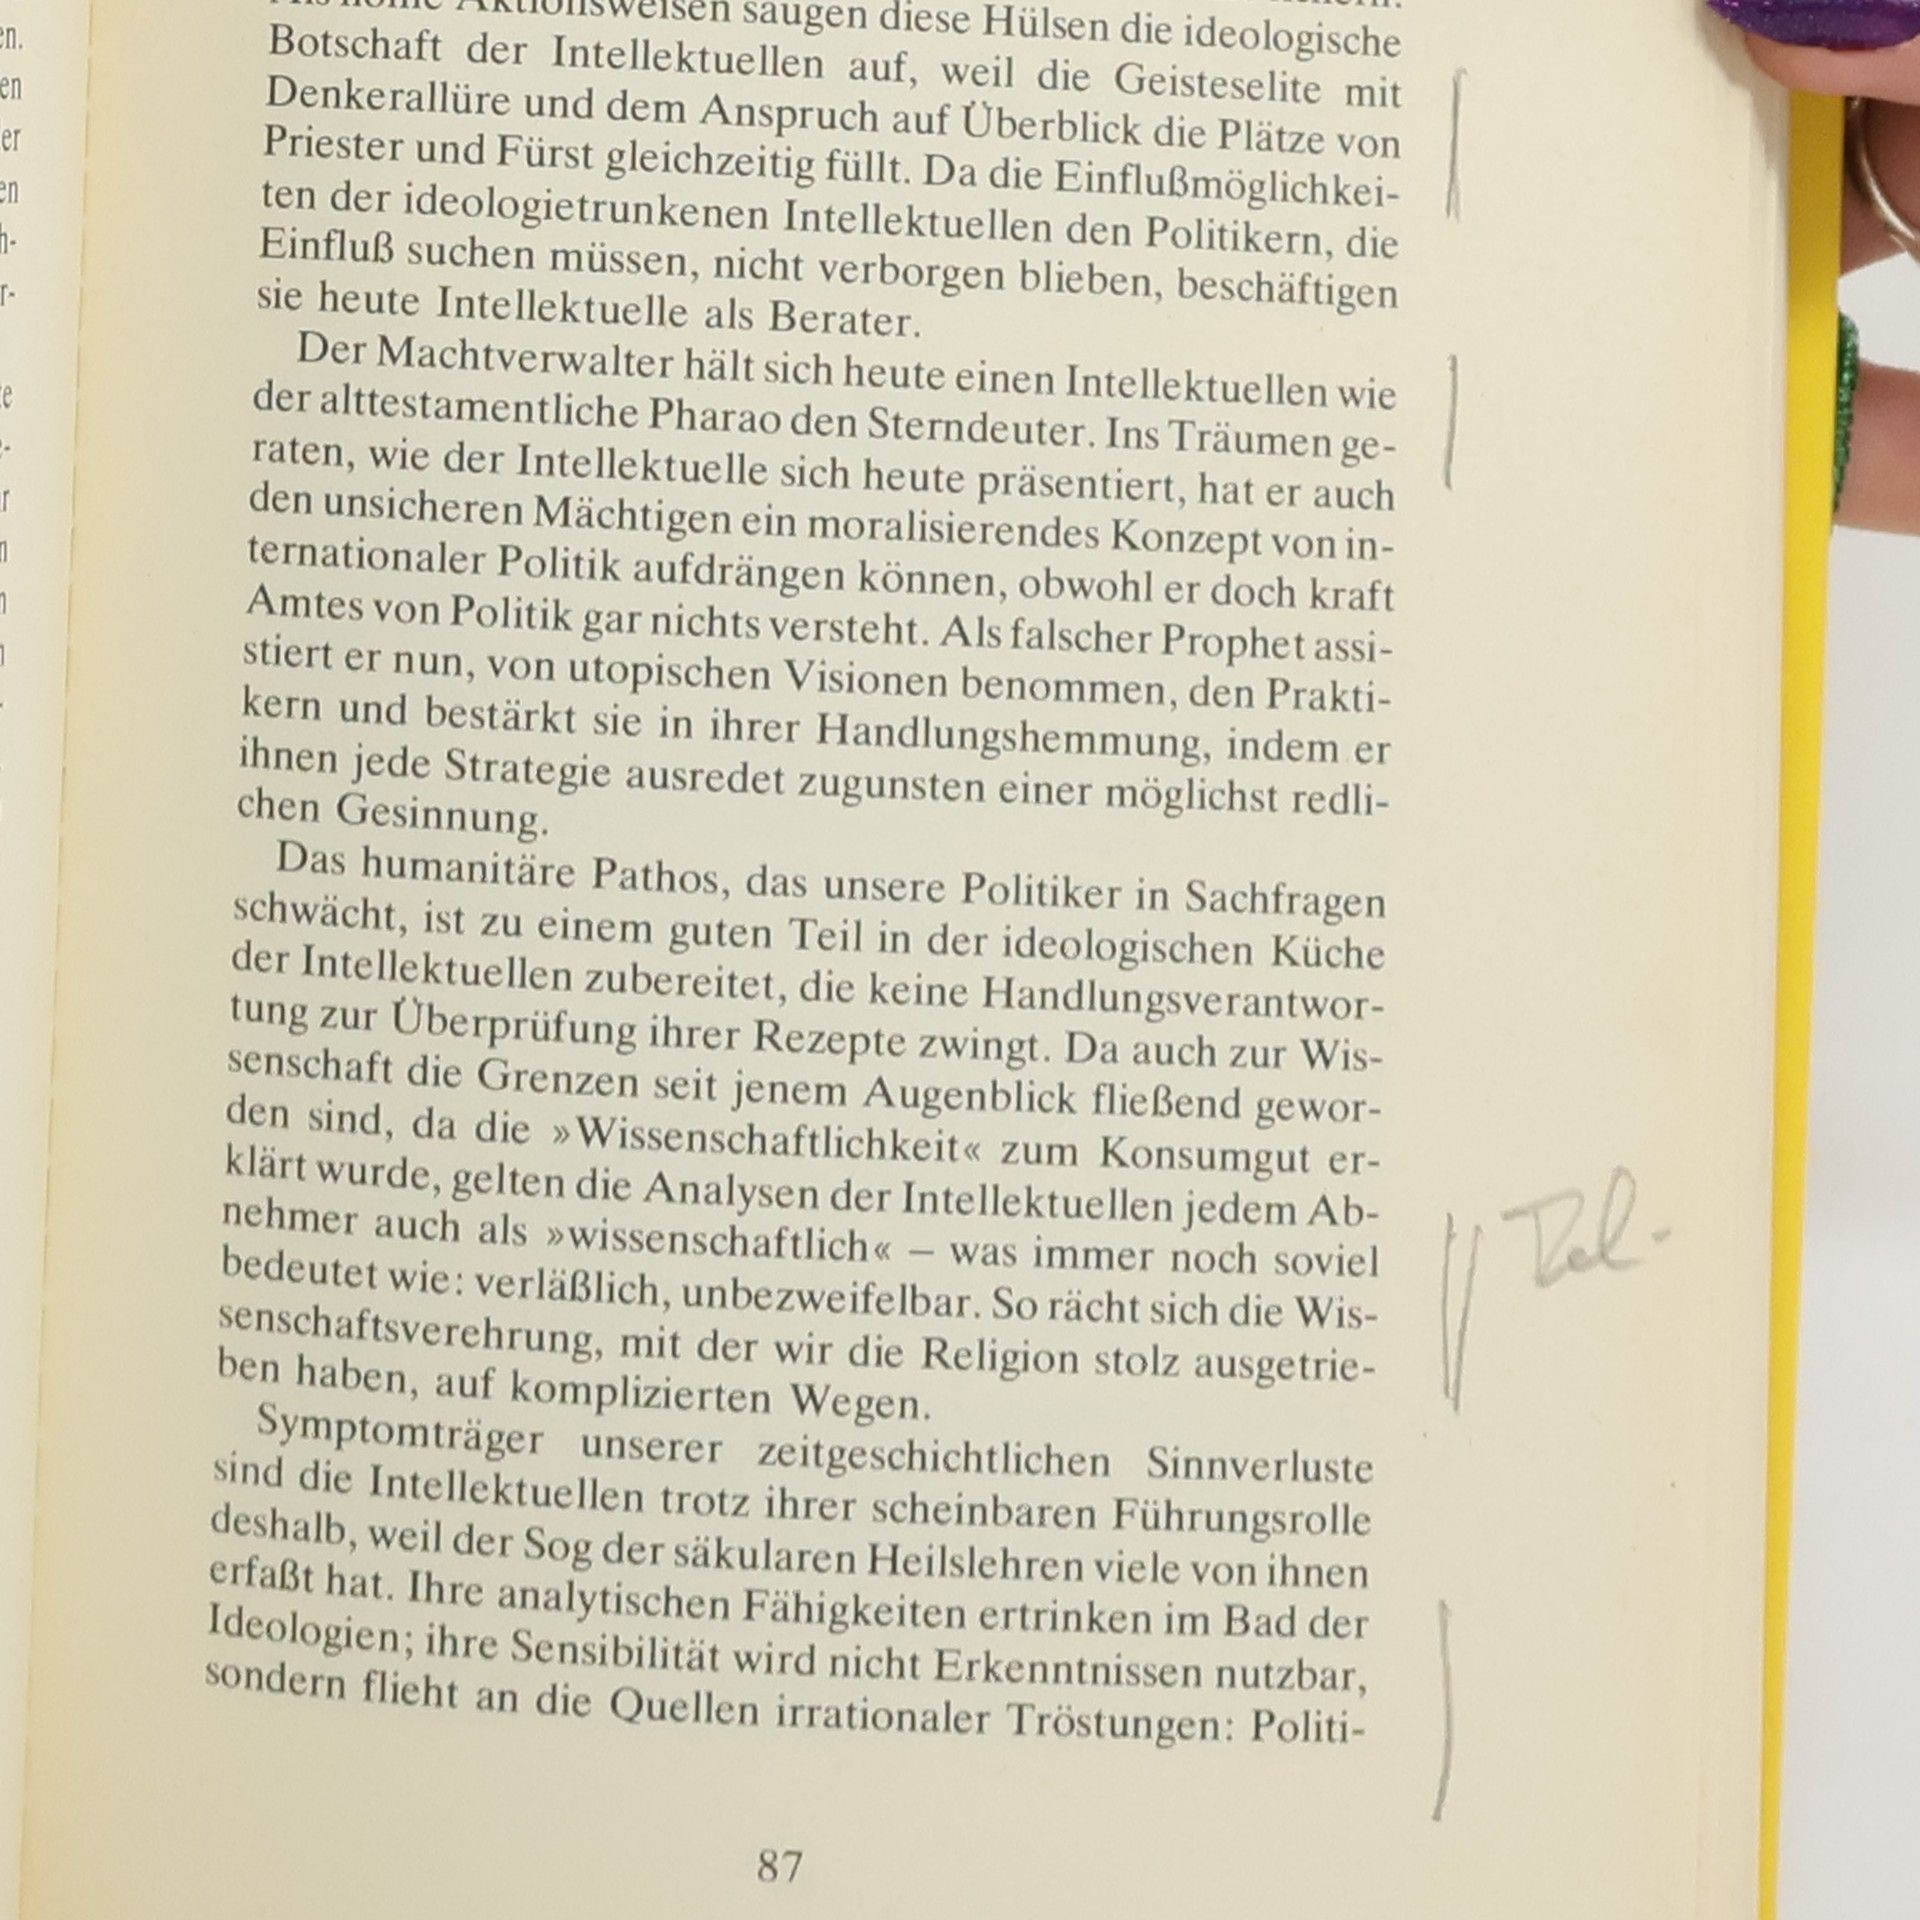 Aktionsweisen saugen diese Hülsen die ideologische
Botschaft der Intellektuellen auf, weil die Geisteselite mit
Denkerallüre und dem Anspruch auf Überblick die Plätze von
Priester und Fürst gleichzeitig füllt. Da die Einflußmöglichkei-
ten der ideologietrunkenen Intellektuellen den Politikern, die
Einfluß suchen müssen, nicht verborgen blieben, beschäftigen
sie heute Intellektuelle als Berater.
Der Machtverwalter hält sich heute einen Intellektuellen wie
der alttestamentliche Pharao den Sterndeuter. Ins Träumen ge-
raten, wie der Intellektuelle sich heute präsentiert, hat er auch
den unsicheren Mächtigen ein moralisierendes Konzept von in-
ternationaler Politik aufdrängen können, obwohl er doch kraft
Amtes von Politik gar nichts versteht. Als falscher Prophet assi-
stiert er nun, von utopischen Visionen benommen, den Prakti-
kern und bestärkt sie in ihrer Handlungshemmung, indem er
ihnen jede Strategie ausredet zugunsten einer möglichst redli-
chen Gesinnung.
Das humanitäre Pathos, das unsere Politiker in Sachfragen
schwächt, ist zu einem guten Teil in der ideologischen Küche
der Intellektuellen zubereitet, die keine Handlungsverantwor-
tung zur Überprüfung ihrer Rezepte zwingt. Da auch zur Wis-
senschaft die Grenzen seit jenem Augenblick fließend gewor-
den sind, da die »Wissenschaftlichkeit« zum Konsumgut er-
klärt wurde, gelten die Analysen der Intellektuellen jedem Ab-
nehmer auch als »wissenschaftlich« – was immer noch soviel
bedeutet wie: verläßlich, unbezweifelbar. So rächt sich die Wis-
senschaftsverehrung, mit der wir die Religion stolz ausgetrie-
ben haben, auf komplizierten Wegen.
Symptomträger unserer zeitgeschichtlichen Sinnverluste
sind die Intellektuellen trotz ihrer scheinbaren Führungsrolle
deshalb, weil der Sog der säkularen Heilslehren viele von ihnen
erfaßt hat. Ihre analytischen Fähigkeiten ertrinken im Bad der
Ideologien; ihre Sensibilität wird nicht Erkenntnissen nutzbar,
sondern flieht an die Quellen irrationaler Tröstungen: Politi-
87